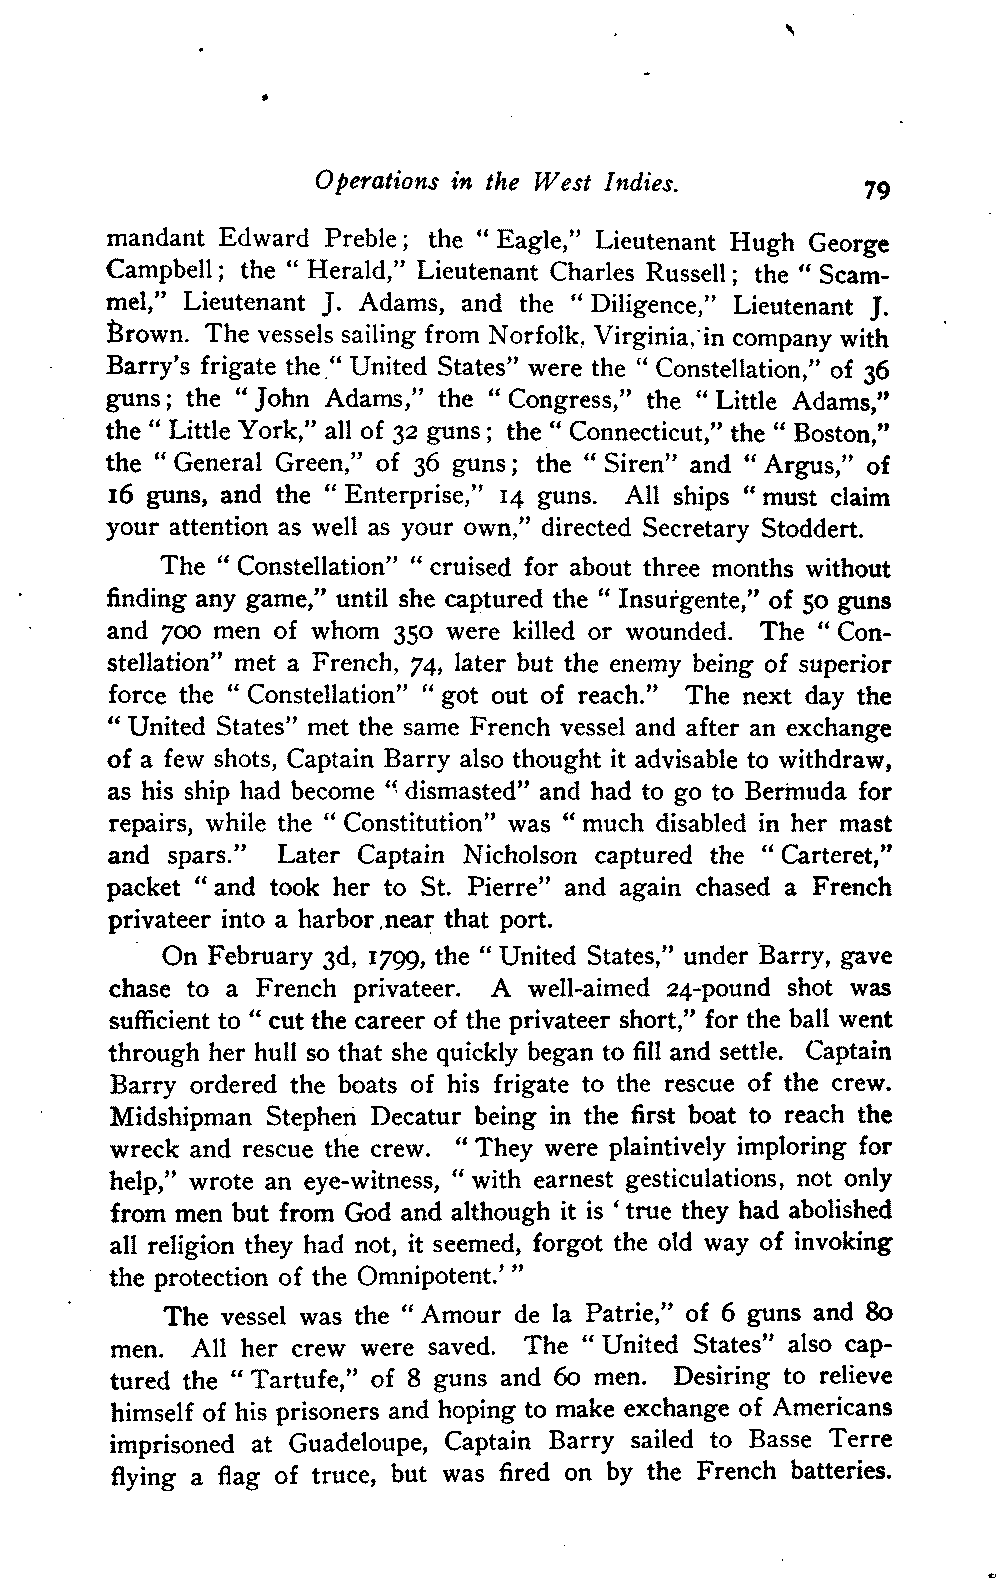 Operations in the West Indies. 79
mandant Edward Preble; the "Eagle," Lieutenant Hugh George
Campbell; the "Herald," Lieutenant Charles Russell; the "Scam-
mel," Lieutenant J. Adams, and the "Diligence," Lieutenant J.
Brown. The vessels sailing from Norfolk, Virginia, in company with
Barry's frigate the "United States" were the "Constellation," of 36
guns; the "John Adams," the "Congress," the "Little Adams,"
the "Little York," all of 32 guns; the "Connecticut," the "Boston,"
the "General Green," of 36 guns; the "Siren" and "Argus," of
16 guns, and the "Enterprise," 14 guns. All ships "must claim
your attention as well as your own," directed Secretary Stoddert.
The "Constellation" "cruised for about three months without
finding any game," until she captured the "Insurgente," of 50 guns
and 700 men of whom 350 were killed or wounded. The "Con-
stellation" met a French, 74, later but the enemy being of superior
force the "Constellation" "got out of reach." The next day the
"United States" met the same French vessel and after an exchange
of a few shots, Captain Barry also thought it advisable to withdraw,
as his ship had become "dismasted" and had to go to Bermuda for
repairs, while the "Constitution" was "much disabled in her mast
and spars." Later Captain Nicholson captured the "Carteret,"
packet "and took her to St. Pierre" and again chased a French
privateer into a harbor near that port.
On February 3d, 1799, the "United States," under Barry, gave
chase to a French privateer. A well-aimed 24-pound shot was
sufficient to "cut the career of the privateer short," for the ball went
through her hull so that she quickly began to fill and settle. Captain
Barry ordered the boats of his frigate to the rescue of the crew.
Midshipman Stephen Decatur being in the first boat to reach the
wreck and rescue the crew. "They were plaintively imploring for
help," wrote an eye-witness, "with earnest gesticulations, not only
from men but from God and although it is 'true they had abolished
all religion they had not, it seemed, forgot the old way of invoking
the protection of the Omnipotent.'"
The vessel was the "Amour de la Patrie," of 6 guns and 80
men. All her crew were saved. The "United States" also cap-
tured the "Tartufe," of 8 guns and 60 men. Desiring to relieve
himself of his prisoners and hoping to make exchange of Americans
imprisoned at Guadeloupe, Captain Barry sailed to Basse Terre
flying a flag of truce, but was fired on by the French batteries.